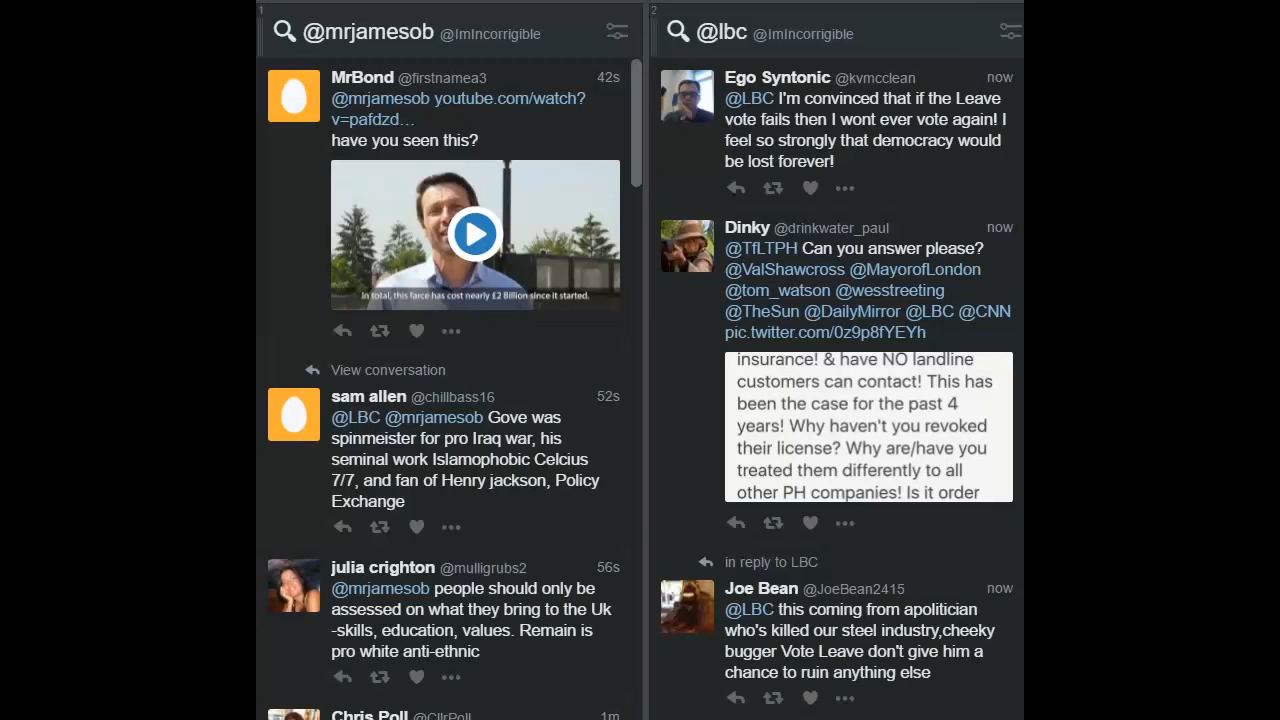 1
@mrjamesob @ImIncorrigible
MrBond @firstnamea3 42s
@mrjamesob youtube.com/watch?
v=pafdzd…
have you seen this?
In total, this farce has cost nearly £2 Billion since it started.
View conversation
sam allen @chillbass16 52s
@LBC @mrjamesob Gove was
spinmeister for pro Iraq war, his
seminal work Islamophobic Celcius
7/7, and fan of Henry jackson, Policy
Exchange
julia crighton @mulligrubs2 56s
@mrjamesob people should only be
assessed on what they bring to the Uk
-skills, education, values. Remain is
pro white anti-ethnic
Chris Poll @CllrPoll 1m
2
@lbc @ImIncorrigible
Ego Syntonic @kvmcclean now
@LBC I'm convinced that if the Leave
vote fails then I wont ever vote again! I
feel so strongly that democracy would
be lost forever!
Dinky @drinkwater_paul now
@TfLTPH Can you answer please?
@ValShawcross @MayorofLondon
@tom_watson @wesstreeting
@TheSun @DailyMirror @LBC @CNN
pic.twitter.com/0z9p8fYEYh
insurance! & have NO landline
customers can contact! This has
been the case for the past 4
years! Why haven't you revoked
their license? Why are/have you
treated them differently to all
other PH companies! Is it order
in reply to LBC
Joe Bean @JoeBean2415 now
@LBC this coming from apolitician
who's killed our steel industry,cheeky
bugger Vote Leave don't give him a
chance to ruin anything else